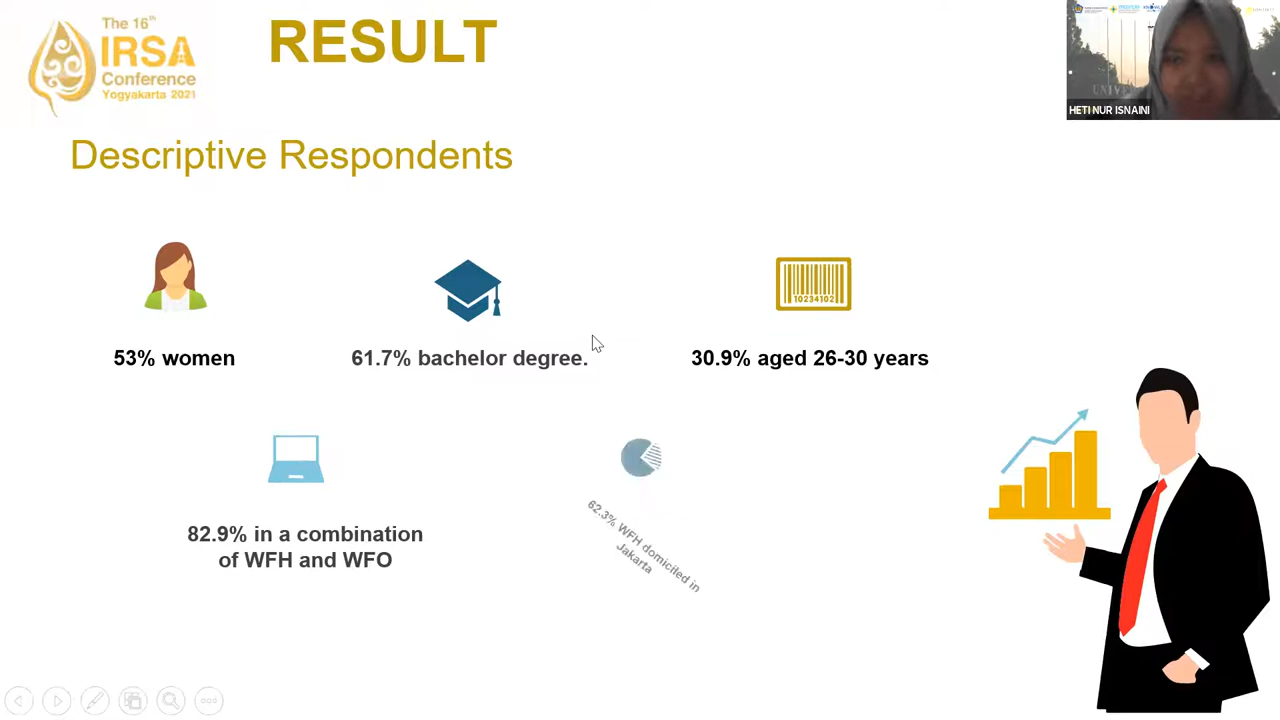 The 16th
IRSA
Conference
Yogyakarta 2021
RESULT
HETI NUR ISNAINI
Descriptive Respondents
10234102
53% women
61.7% bachelor degree.
30.9% aged 26-30 years
82.9% in a combination
of WFH and WFO
62.3% WFH domiciled in
Jakarta